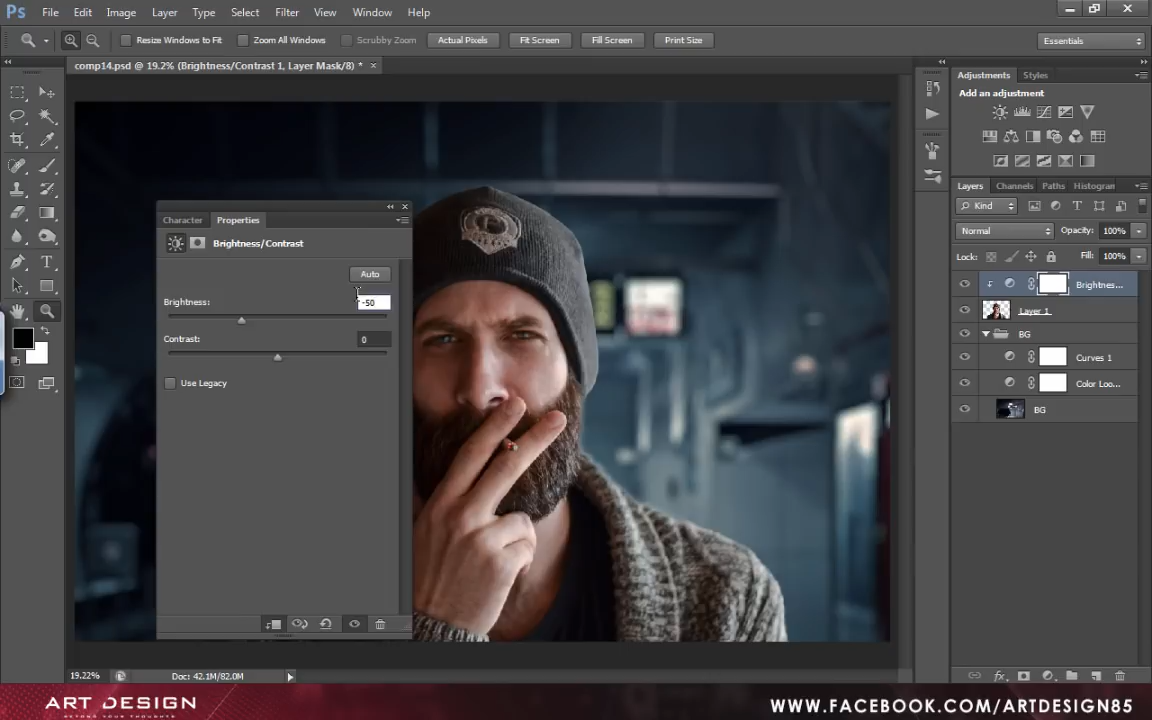 Ps File Edit Image Layer Type Select Filter View Window Help
Resize Windows to Fit Zoom All Windows Scrubby Zoom Actual Pixels Fit Screen Fill Screen Print Size Essentials
comp14.psd @ 19.2% (Brightness/Contrast 1, Layer Mask/8) *
Adjustments Styles
Add an adjustment
Layers Channels Paths Histogram
Kind
Normal Opacity: 100%
Lock: Fill: 100%
Brightnes...
Layer 1
BG
Curves 1
Color Loo...
BG
Character Properties
Brightness/Contrast
Auto
Brightness: -50
Contrast: 0
Use Legacy
19.22% Doc: 42.1M/82.0M
ART DESIGN
BEYOND YOUR THOUGHTS
WWW.FACEBOOK.COM/ARTDESIGN85